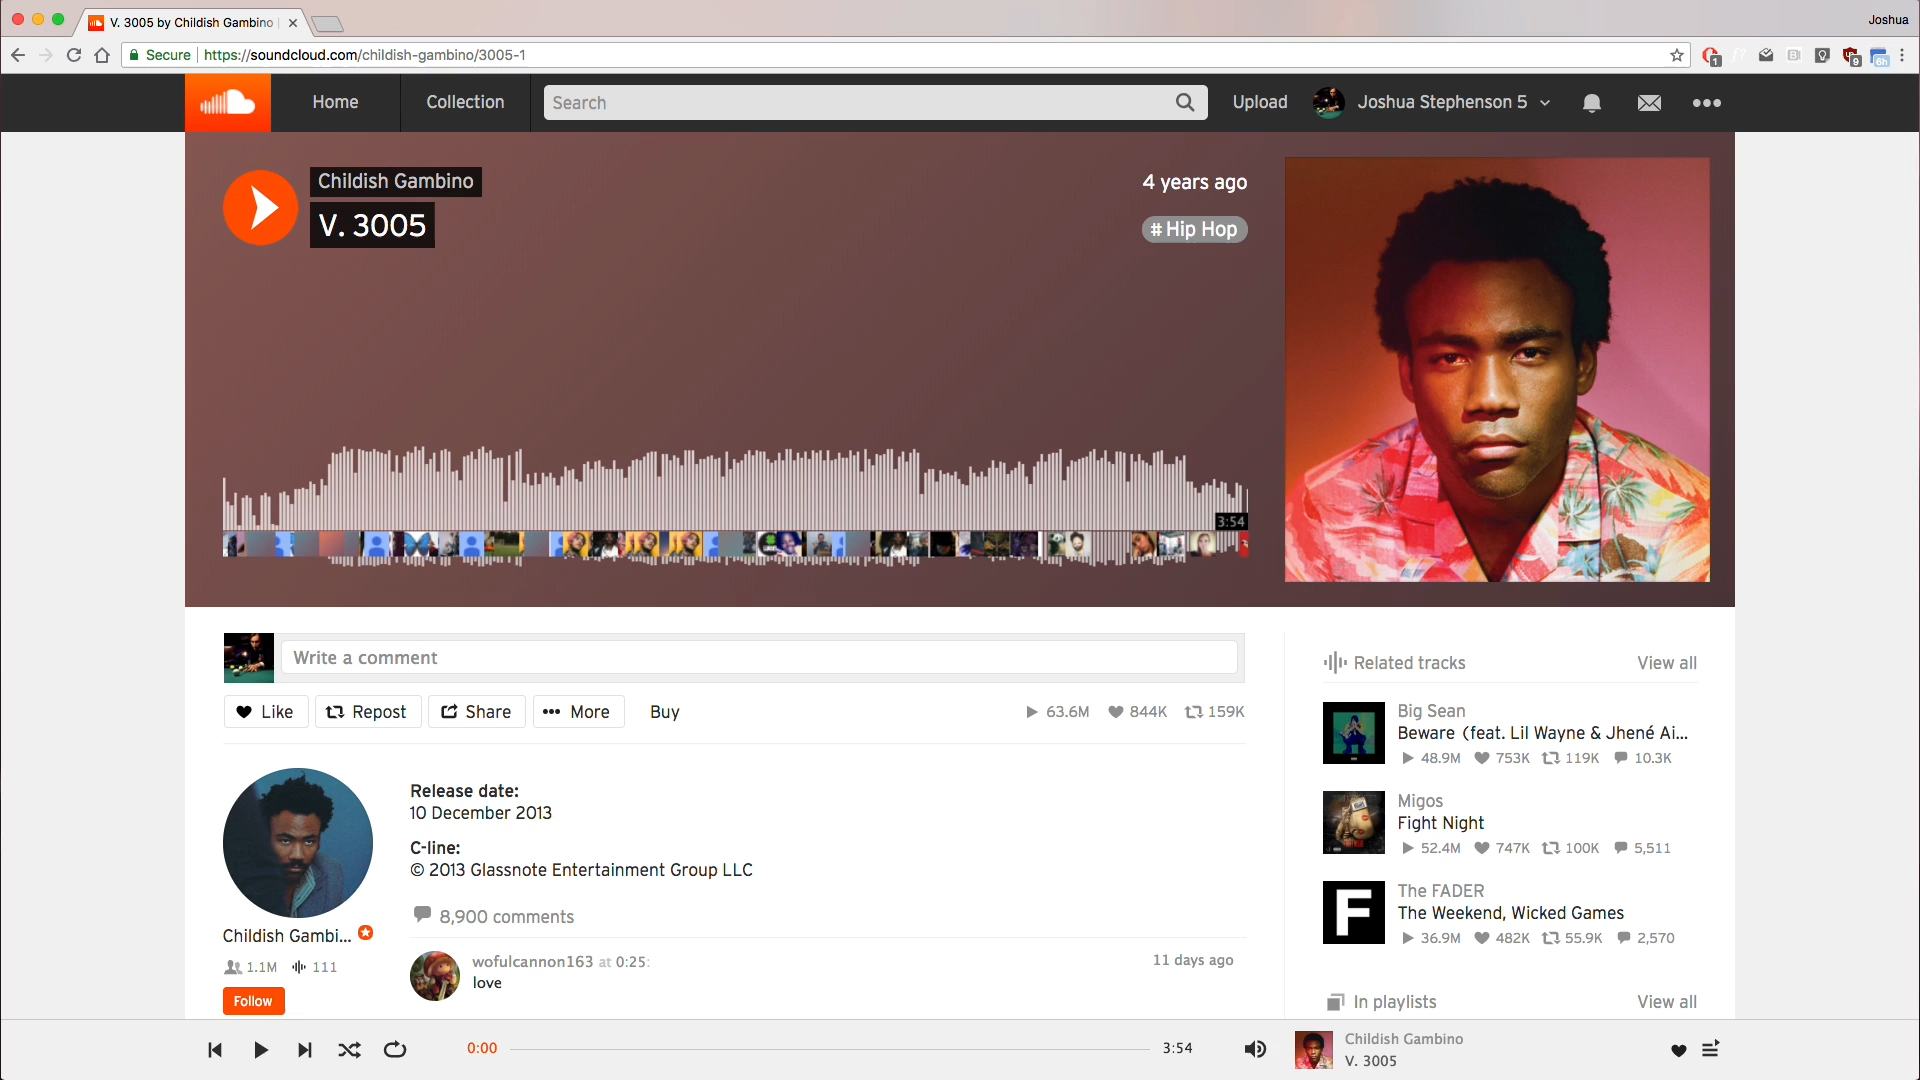 V. 3005 by Childish Gambino
Joshua
Secure
https://soundcloud.com/childish-gambino/3005-1
1
9
6h
Home
Collection
Search
Upload
Joshua Stephenson 5
Childish Gambino
V. 3005
4 years ago
# Hip Hop
3:54
Write a comment
Like
Repost
Share
More
Buy
63.6M
844K
159K
Release date:
10 December 2013
C-line:
© 2013 Glassnote Entertainment Group LLC
8,900 comments
Childish Gambi...
1.1M
111
Follow
wofulcannon163 at 0:25:
love
11 days ago
Related tracks
View all
Big Sean
Beware (feat. Lil Wayne & Jhené Ai...
48.9M 753K 119K 10.3K
Migos
Fight Night
52.4M 747K 100K 5,511
F
The FADER
The Weekend, Wicked Games
36.9M 482K 55.9K 2,570
In playlists
View all
0:00
3:54
Childish Gambino
V. 3005